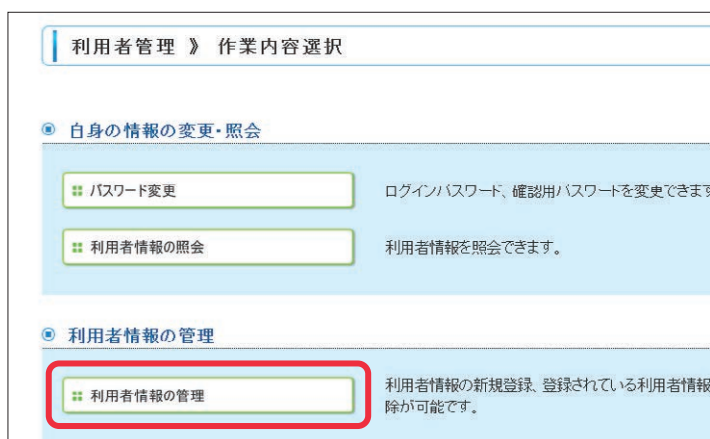 利用者管理 》 作業内容選択
自身の情報の変更・照会
パスワード変更
ログインパスワード、確認用パスワードを変更できます
利用者情報の照会
利用者情報を照会できます。
利用者情報の管理
利用者情報の管理
利用者情報の新規登録、登録されている利用者情報
除が可能です。